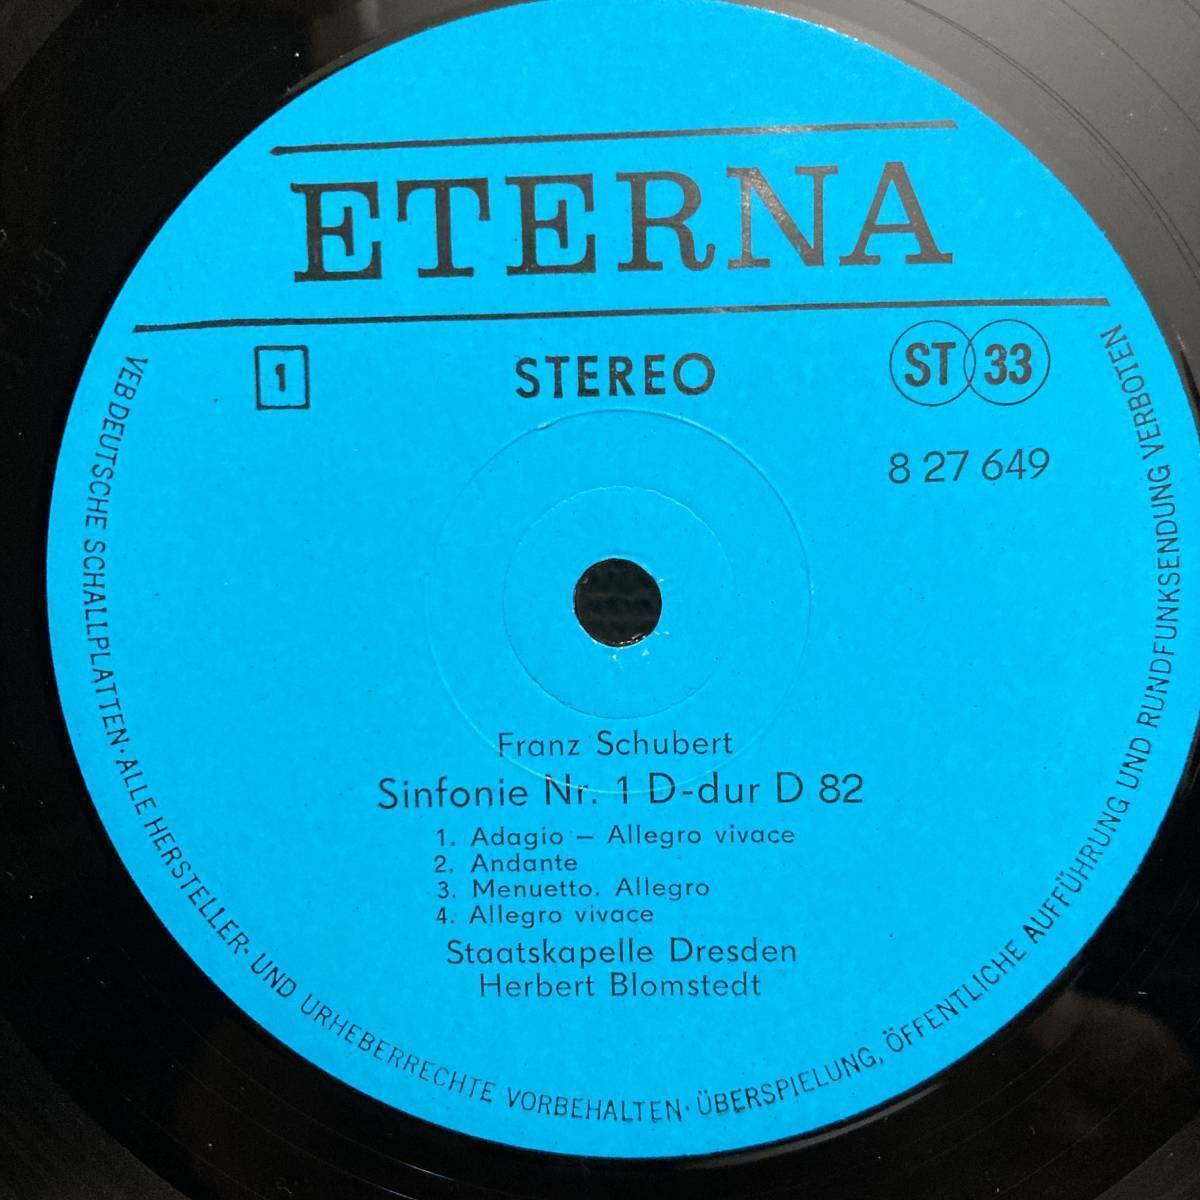 ETERNA
1
STEREO
ST 33
8 27 649
Franz Schubert
Sinfonie Nr. 1 D-dur D 82
1. Adagio – Allegro vivace
2. Andante
3. Menuetto. Allegro
4. Allegro vivace
Staatskapelle Dresden
Herbert Blomstedt
VEB DEUTSCHE SCHALLPLATTEN · ALLE HERSTELLER- UND URHEBERRECHTE VORBEHALTEN · ÜBERSPIELUNG, ÖFFENTLICHE AUFFÜHRUNG UND RUNDFUNKSENDUNG VERBOTEN